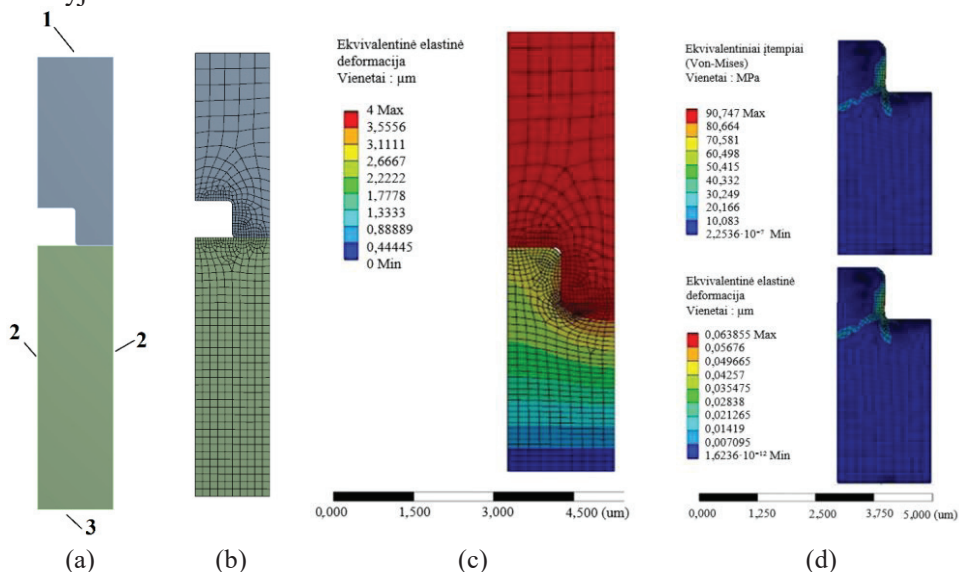 1
2
2
3
Ekvivalentinė elastinė
deformacija
Vienetai : µm
4 Max
3,5556
3,1111
2,6667
2,2222
1,7778
1,3333
0,88889
0,44445
0 Min
0,000
1,500
3,000
4,500 (um)
Ekvivalentiniai įtempiai
(Von-Mises)
Vienetai : MPa
90,747 Max
80,664
70,581
60,498
50,415
40,332
30,249
20,166
10,083
2,2536·10⁻⁷ Min
Ekvivalentinė elastinė
deformacija
Vienetai : µm
0,063855 Max
0,05676
0,049665
0,04257
0,035475
0,02838
0,021265
0,01419
0,007095
1,6236·10⁻¹² Min
0,000
1,250
2,500
3,750
5,000 (um)
(a)
(b)
(c)
(d)